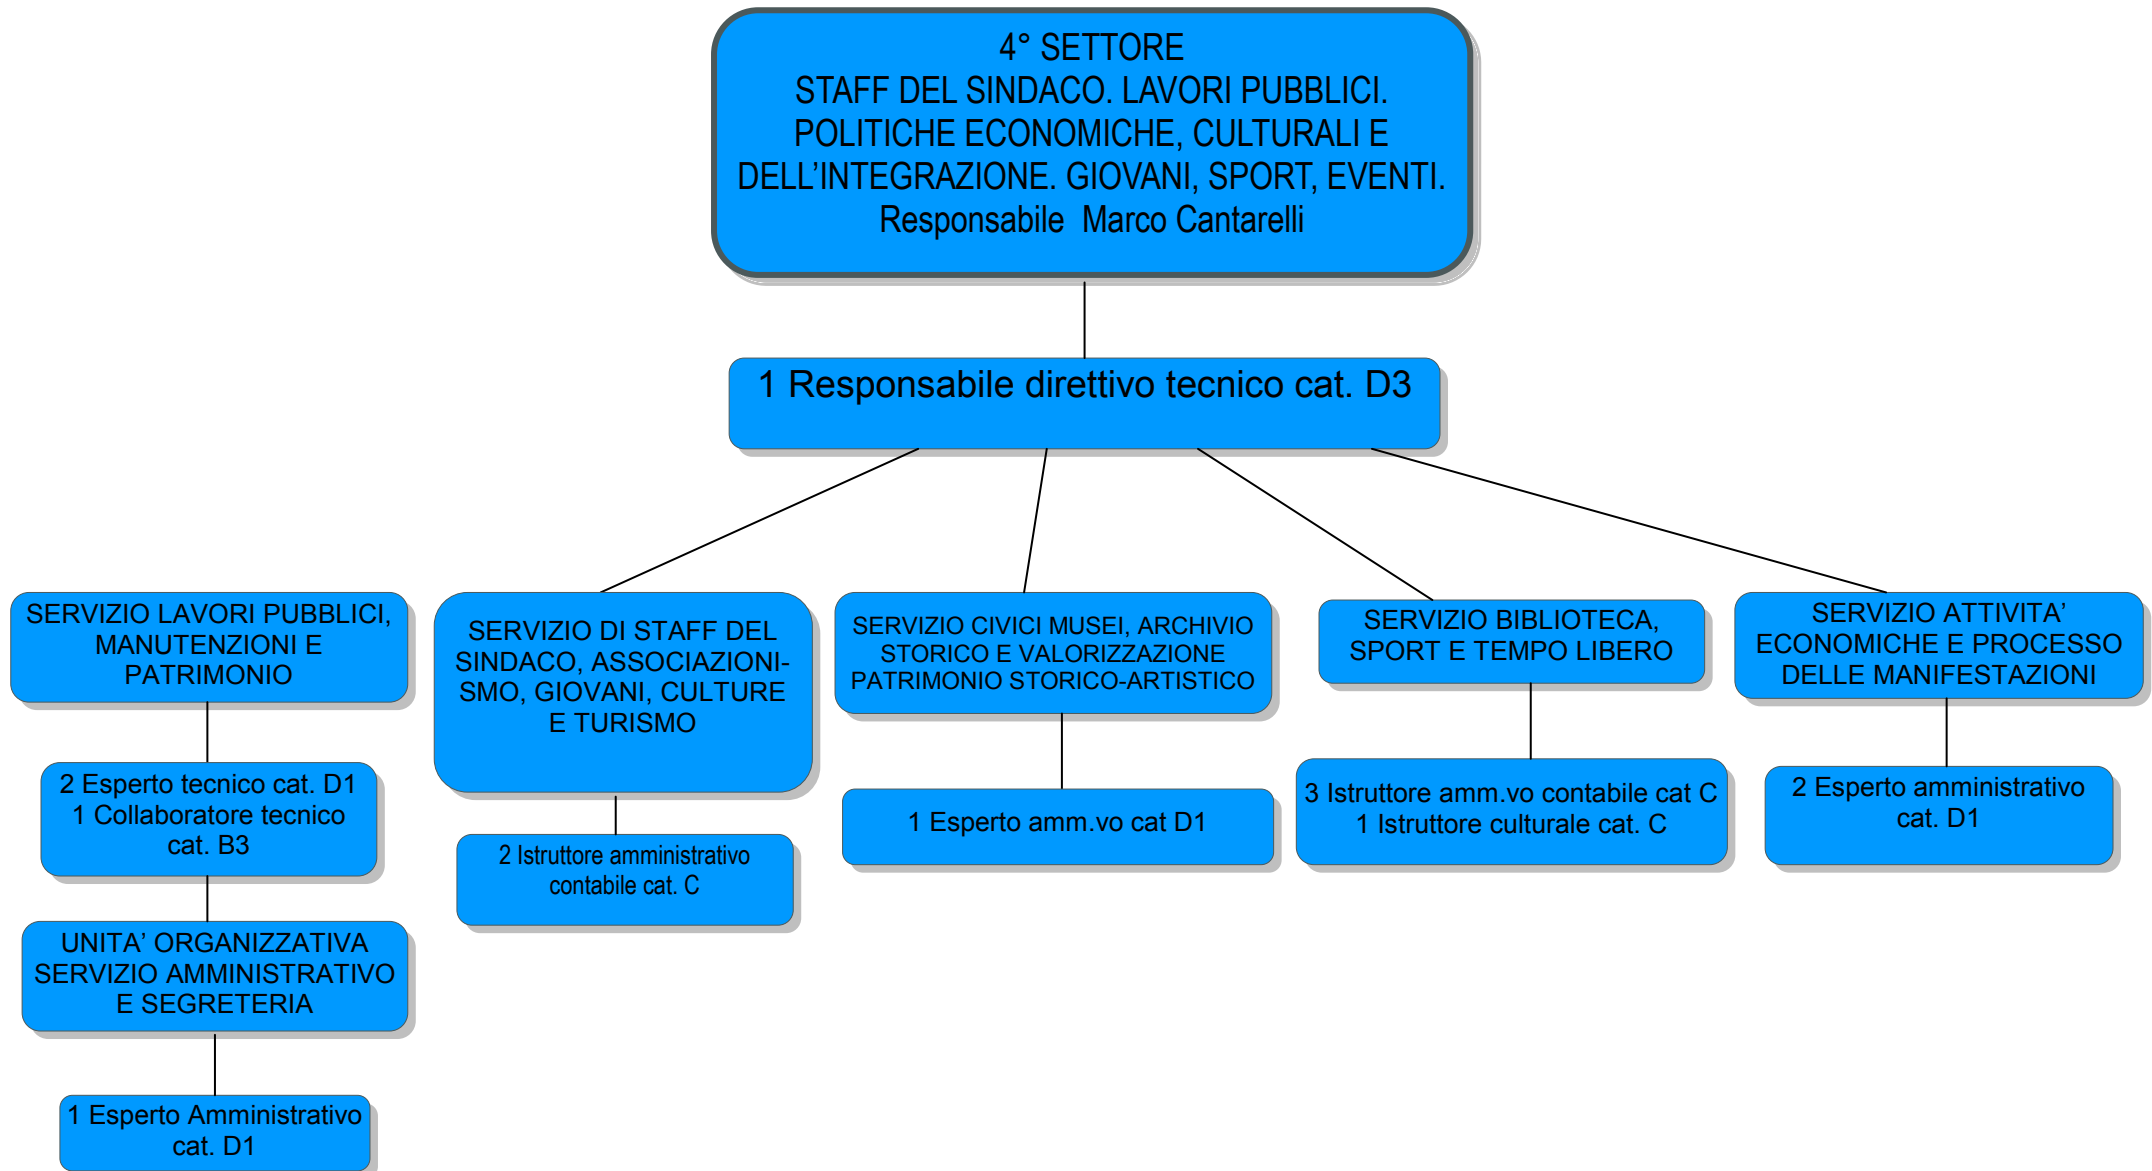 4° SETTORE
STAFF DEL SINDACO. LAVORI PUBBLICI.
POLITICHE ECONOMICHE, CULTURALI E
DELL’INTEGRAZIONE. GIOVANI, SPORT, EVENTI.
Responsabile Marco Cantarelli
1 Responsabile direttivo tecnico cat. D3
SERVIZIO LAVORI PUBBLICI,
MANUTENZIONI E
PATRIMONIO
2 Esperto tecnico cat. D1
1 Collaboratore tecnico
cat. B3
UNITA’ ORGANIZZATIVA
SERVIZIO AMMINISTRATIVO
E SEGRETERIA
1 Esperto Amministrativo
cat. D1
SERVIZIO DI STAFF DEL
SINDACO, ASSOCIAZIONI-
SMO, GIOVANI, CULTURE
E TURISMO
2 Istruttore amministrativo
contabile cat. C
SERVIZIO CIVICI MUSEI, ARCHIVIO
STORICO E VALORIZZAZIONE
PATRIMONIO STORICO-ARTISTICO
1 Esperto amm.vo cat D1
SERVIZIO BIBLIOTECA,
SPORT E TEMPO LIBERO
3 Istruttore amm.vo contabile cat C
1 Istruttore culturale cat. C
SERVIZIO ATTIVITA’
ECONOMICHE E PROCESSO
DELLE MANIFESTAZIONI
2 Esperto amministrativo
cat. D1